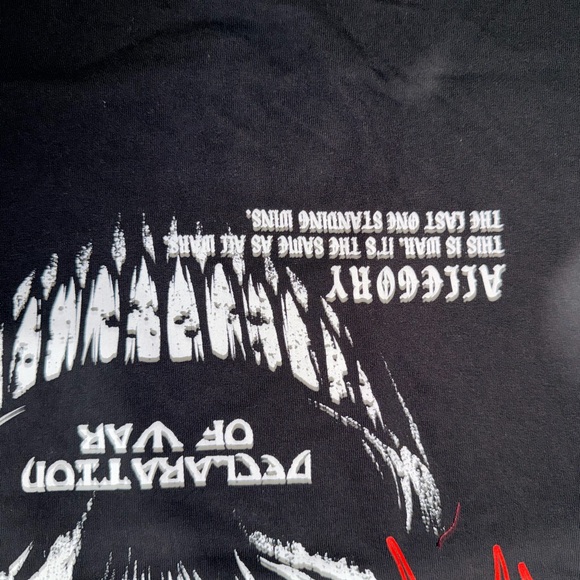 ALLEGORY
THIS IS WAR. IT'S THE SAME AS ALL WARS.
THE LAST ONE STANDING WINS.
DECLARATION
OF WAR